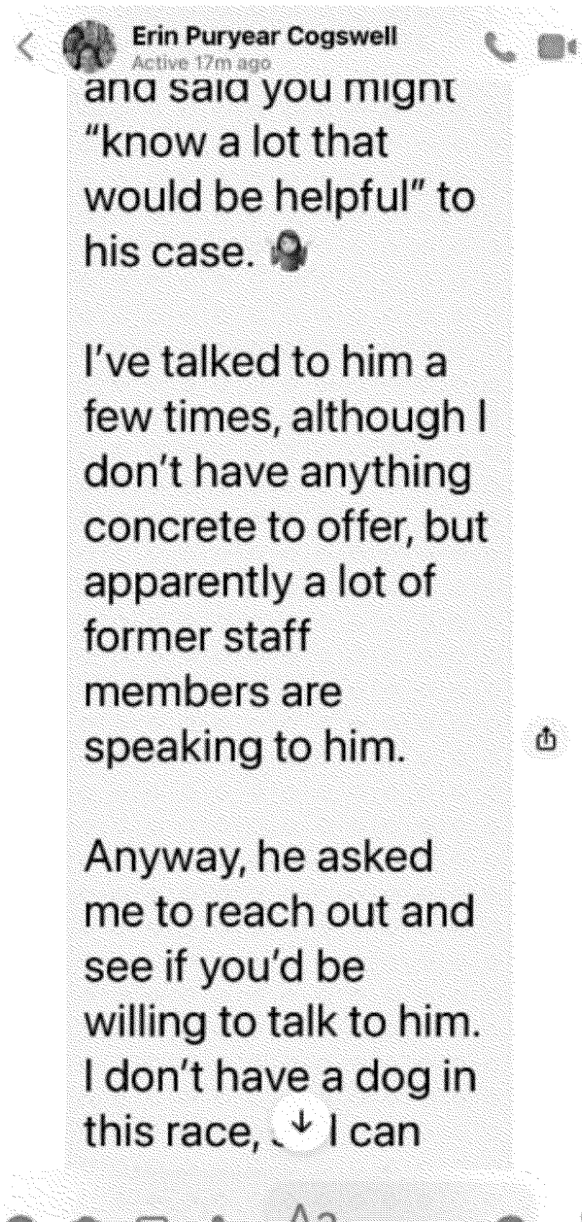 Erin Puryear Cogswell
Active 17m ago
and said you might
“know a lot that
would be helpful” to
his case.
I’ve talked to him a
few times, although I
don’t have anything
concrete to offer, but
apparently a lot of
former staff
members are
speaking to him.
Anyway, he asked
me to reach out and
see if you’d be
willing to talk to him.
I don’t have a dog in
this race, I can
Aa